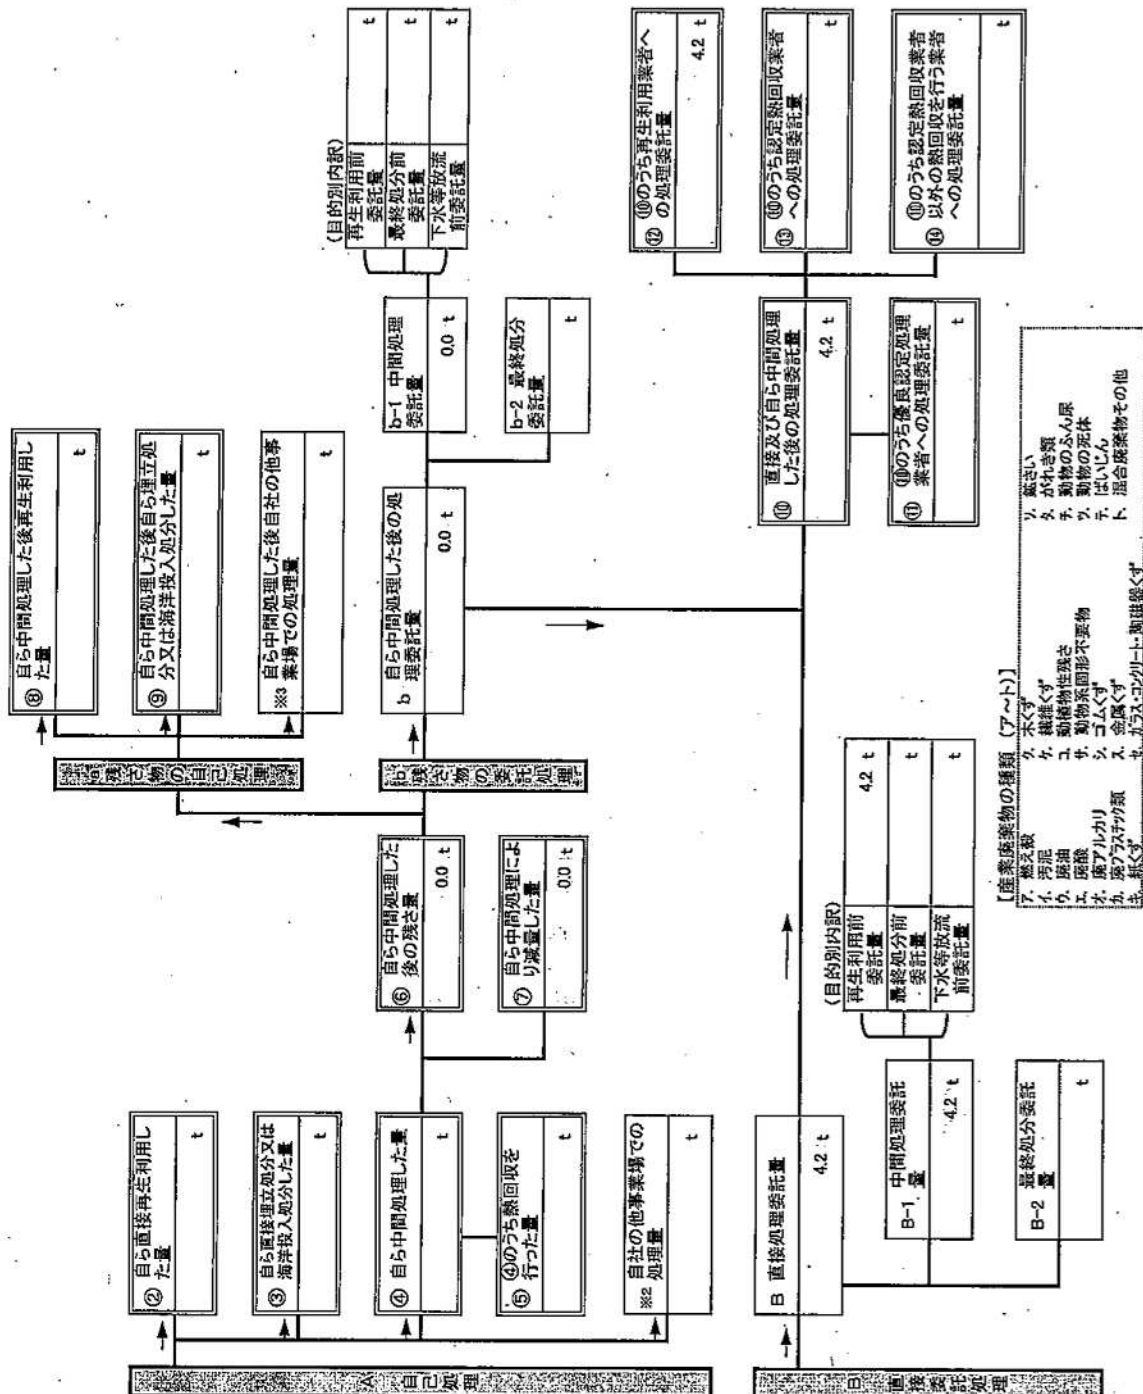 A 自己処理
② 自ら直接再生利用し
た量
t
③ 自ら直接埋立処分又は
海洋投入処分した量
t
④ 自ら中間処理した量
t
⑤ ④のうち熱回収を
行った量
t
※2 自社の他事業場での
処理量
t
⑥ 自ら中間処理した
後の残さ量
0.0 t
⑦ 自ら中間処理によ
り減量した量
0.0 t
a 残さ物の自己処理
⑧ 自ら中間処理した後再生利用し
た量
t
⑨ 自ら中間処理した後自ら埋立処
分又は海洋投入処分した量
t
※3 自ら中間処理した後自社の他事
業場での処理量
t
b 残さ物の委託処理
b 自ら中間処理した後の処
理委託量
0.0 t
b-1 中間処理
委託量
0.0 t
b-2 最終処分
委託量
t
(目的別内訳)
再生利用前
委託量
t
最終処分前
委託量
t
下水等放流
前委託量
t
B 直接委託処理
B 直接処理委託量
4.2 t
B-1 中間処理委託
量
4.2 t
B-2 最終処分委託
量
t
(目的別内訳)
再生利用前
委託量
4.2 t
最終処分前
委託量
t
下水等放流
前委託量
t
⑩ 直接及び自ら中間処理
した後の処理委託量
4.2 t
⑪ ⑩のうち優良認定処理
業者への処理委託量
t
⑫ ⑩のうち再生利用業者へ
の処理委託量
4.2 t
⑬ ⑩のうち認定熱回収業者
への処理委託量
t
⑭ ⑩のうち認定熱回収業者
以外の熱回収を行う業者
への処理委託量
t
【産業廃棄物の種類 (ア～ト)】
ア. 燃え殻
イ. 汚泥
ウ. 廃油
エ. 廃酸
オ. 廃アルカリ
カ. 廃プラスチック類
キ. 紙くず
ク. 木くず
ケ. 繊維くず
コ. 動植物性残さ
サ. 動物系固形不要物
シ. ゴムくず
ス. 金属くず
セ. ガラス・コンクリート・陶磁器くず
ソ. 鉱さい
タ. がれき類
チ. 動物のふん尿
ツ. 動物の死体
テ. ばいじん
ト. 混合廃棄物その他